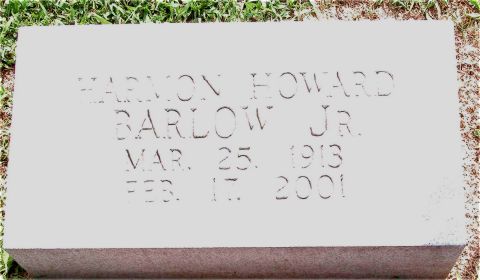 HARMON HOWARD
BARLOW JR.
MAR. 25. 1913
FEB. 17. 2001